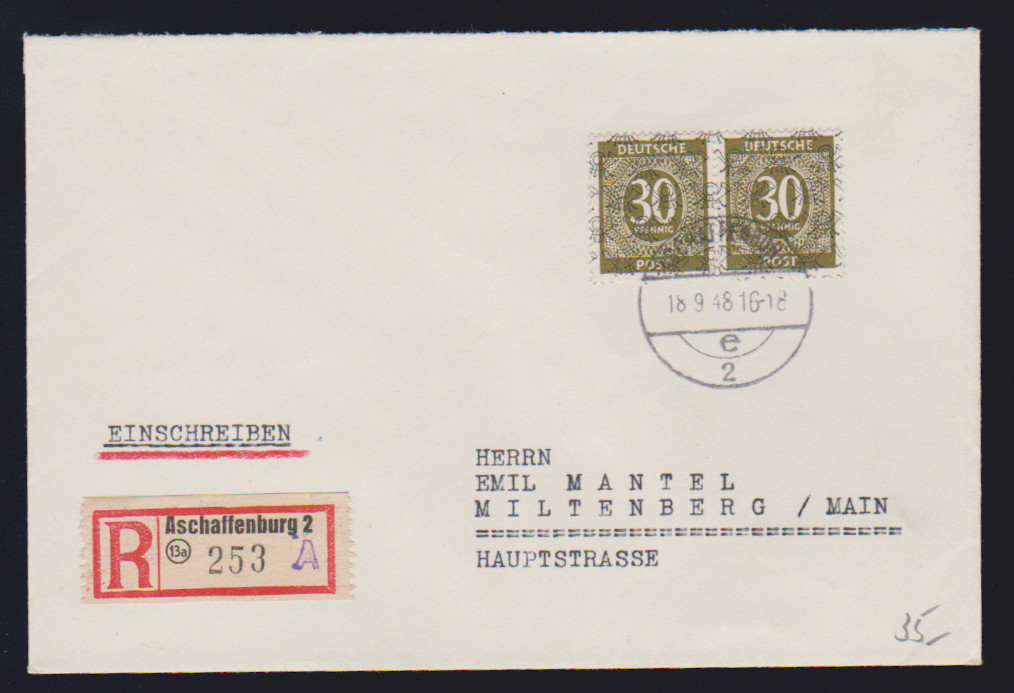 DEUTSCHE
30
PFENNIG
POST
DEUTSCHE
30
PFENNIG
POST
18.9.48 16-18
e
2
EINSCHREIBEN
R
Aschaffenburg 2
13a
253 A
HERRN
EMIL MANTEL
MILTENBERG / MAIN
HAUPTSTRASSE
35,-